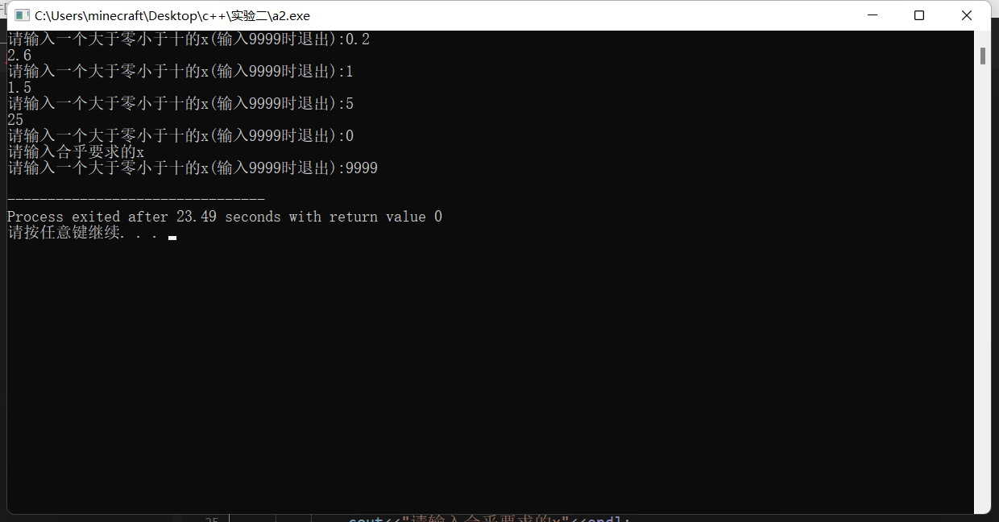 C:\Users\minecraft\Desktop\c++\实验二\a2.exe
请输入一个大于零小于十的x(输入9999时退出):0.2
2.6
请输入一个大于零小于十的x(输入9999时退出):1
1.5
请输入一个大于零小于十的x(输入9999时退出):5
25
请输入一个大于零小于十的x(输入9999时退出):0
请输入合乎要求的x
请输入一个大于零小于十的x(输入9999时退出):9999
--------------------------------
Process exited after 23.49 seconds with return value 0
请按任意键继续. . .
25 cout<<"请输入合乎要求的x"<<endl;